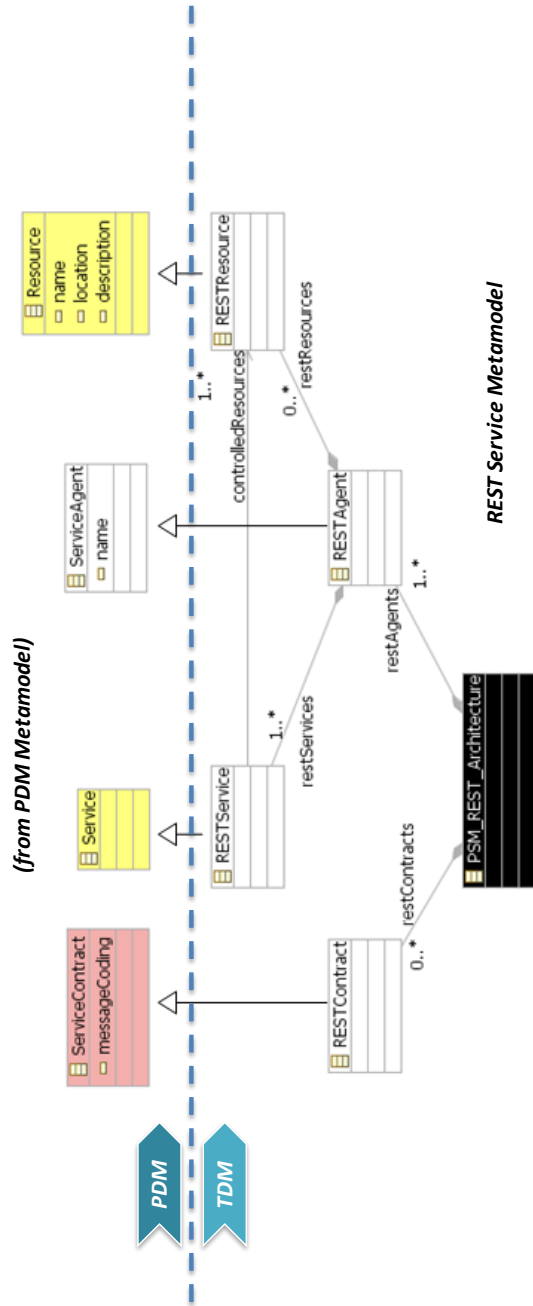 (from PDM Metamodel)
ServiceContract
messageCoding
Service
ServiceAgent
name
Resource
name
location
description
PDM
TDM
RESTService
controlledResources
1..*
RESTResource
1..*
restServices
0..*
restResources
RESTContract
RESTAgent
0..*
restContracts
restAgents
1..*
PSM_REST_Architecture
REST Service Metamodel